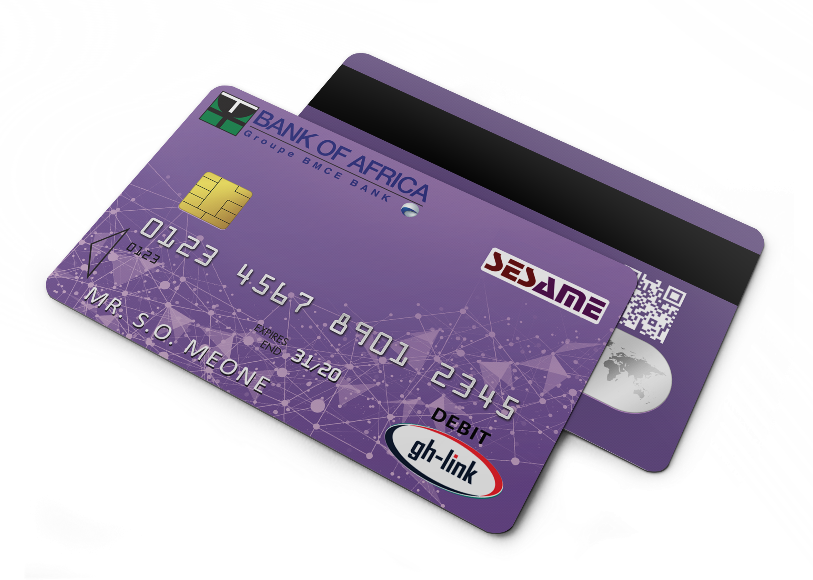 BANK OF AFRICA
Groupe BMCE BANK
SESAME
0123 4567 8901 2345
0123
EXPIRES
END 31/20
MR. S.O. MEONE
DEBIT
gh-link